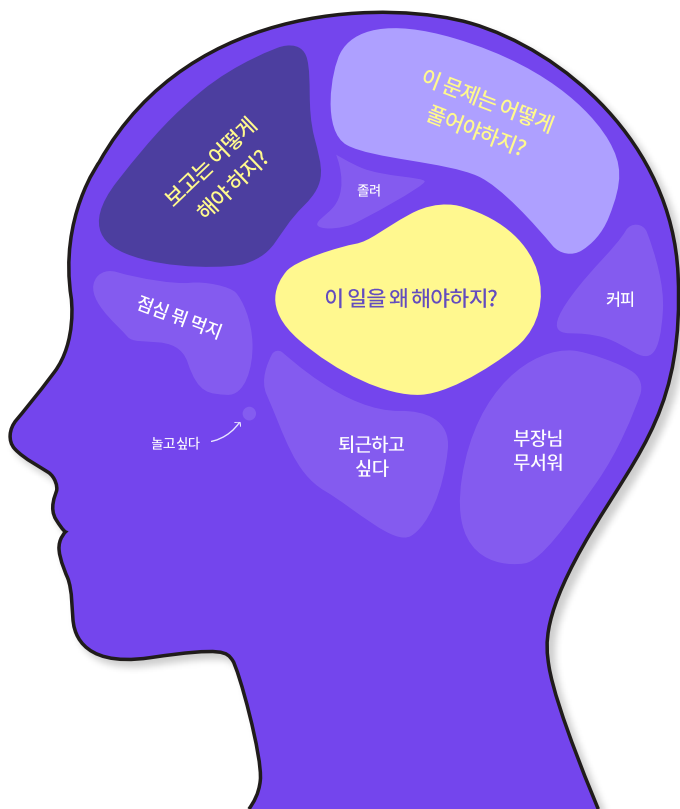 이 문제는 어떻게
풀어야하지?
보고는 어떻게
해야 하지?
졸려
이 일을 왜 해야하지?
커피
점심 뭐 먹지
놀고싶다
퇴근하고
싶다
부장님
무서워